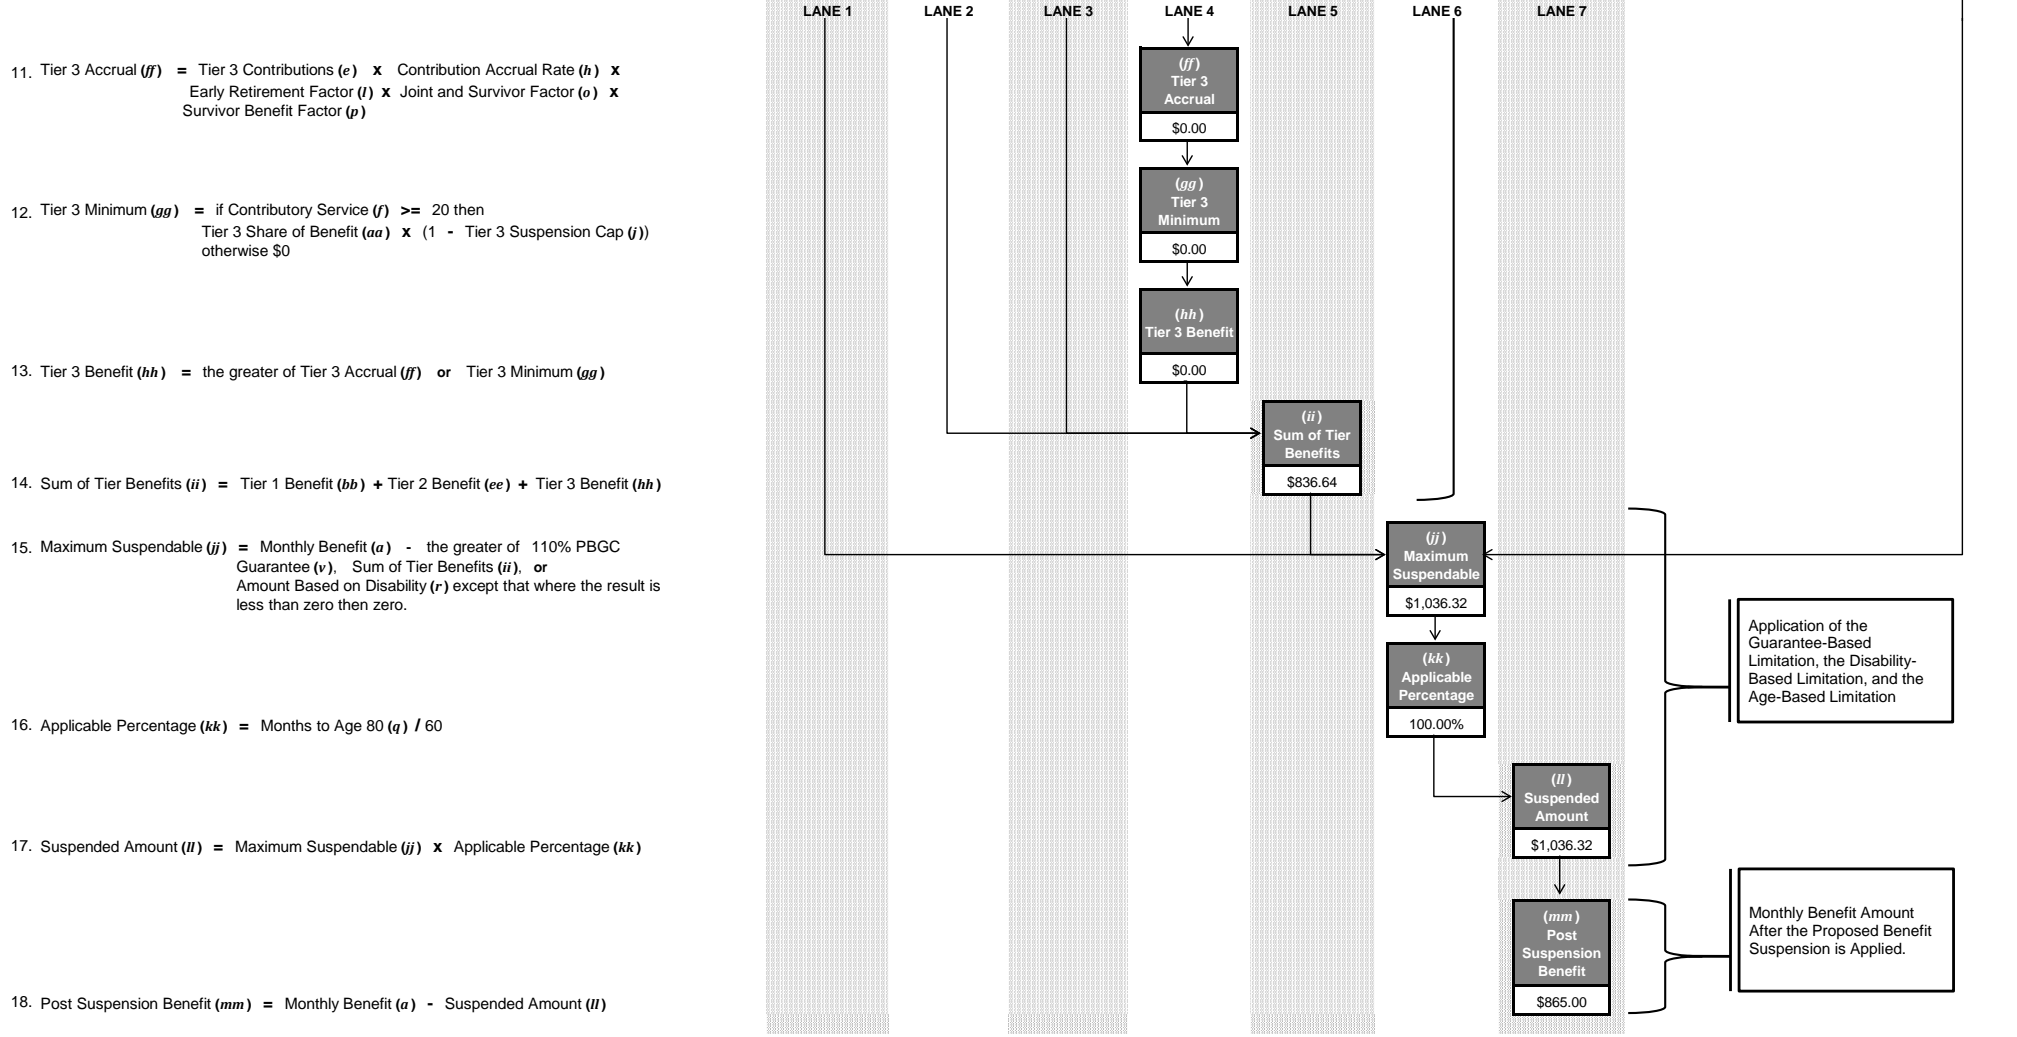 LANE 1 LANE 2 LANE 3 LANE 4 LANE 5 LANE 6 LANE 7
11. Tier 3 Accrual (ff) = Tier 3 Contributions (e) x Contribution Accrual Rate (h) x
Early Retirement Factor (l) x Joint and Survivor Factor (o) x
Survivor Benefit Factor (p)
(ff)
Tier 3
Accrual
$0.00
12. Tier 3 Minimum (gg) = if Contributory Service (f) >= 20 then
Tier 3 Share of Benefit (aa) x (1 - Tier 3 Suspension Cap (j))
otherwise $0
(gg)
Tier 3
Minimum
$0.00
(hh)
Tier 3 Benefit
$0.00
13. Tier 3 Benefit (hh) = the greater of Tier 3 Accrual (ff) or Tier 3 Minimum (gg)
(ii)
Sum of Tier
Benefits
$836.64
14. Sum of Tier Benefits (ii) = Tier 1 Benefit (bb) + Tier 2 Benefit (ee) + Tier 3 Benefit (hh)
15. Maximum Suspendable (jj) = Monthly Benefit (a) - the greater of 110% PBGC
Guarantee (v), Sum of Tier Benefits (ii), or
Amount Based on Disability (r) except that where the result is
less than zero then zero.
(jj)
Maximum
Suspendable
$1,036.32
Application of the
Guarantee-Based
Limitation, the Disability-
Based Limitation, and the
Age-Based Limitation
(kk)
Applicable
Percentage
100.00%
16. Applicable Percentage (kk) = Months to Age 80 (q) / 60
(ll)
Suspended
Amount
$1,036.32
17. Suspended Amount (ll) = Maximum Suspendable (jj) x Applicable Percentage (kk)
(mm)
Post
Suspension
Benefit
$865.00
Monthly Benefit Amount
After the Proposed Benefit
Suspension is Applied.
18. Post Suspension Benefit (mm) = Monthly Benefit (a) - Suspended Amount (ll)